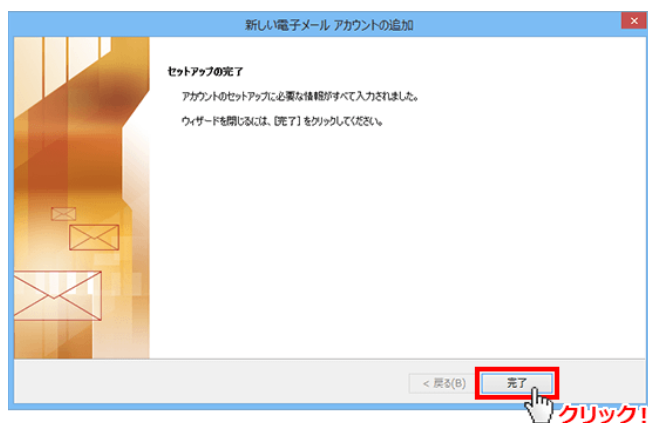 新しい電子メール アカウントの追加
セットアップの完了
アカウントのセットアップに必要な情報がすべて入力されました。
ウィザードを閉じるには、[完了] をクリックしてください。
< 戻る(B)
完了
クリック!